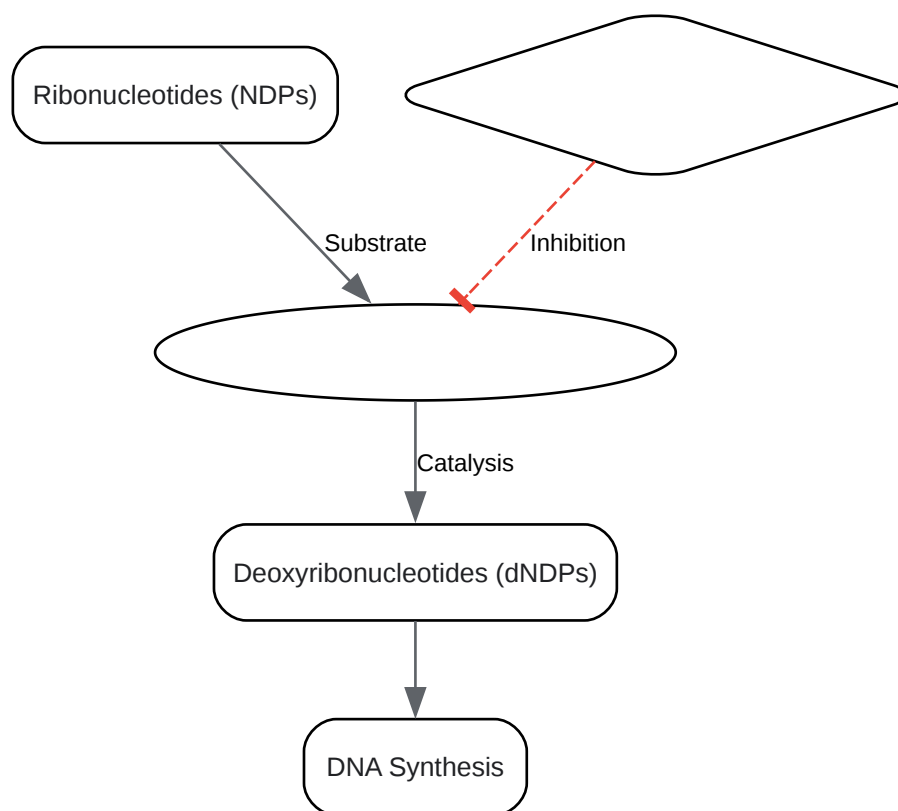 Ribonucleotides (NDPs)
Substrate
Inhibition
Catalysis
Deoxyribonucleotides (dNDPs)
DNA Synthesis